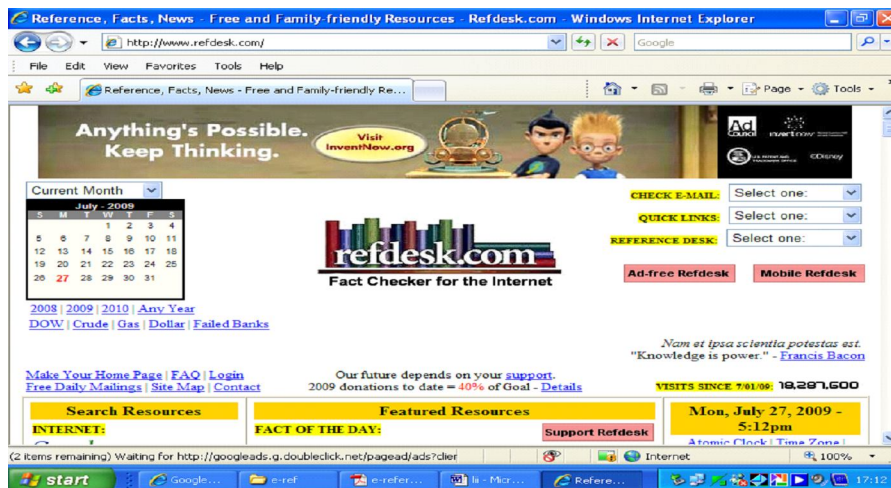 Reference, Facts, News - Free and Family-friendly Resources - Refdesk.com - Windows Internet Explorer
http://www.refdesk.com/
Google
File Edit View Favorites Tools Help
Reference, Facts, News - Free and Family-friendly Re...
Page Tools
Anything's Possible.
Keep Thinking.
Visit
InventNow.org
Ad
Council
invent now
Disney
Current Month
July - 2009
S M T W T F S
1 2 3 4
5 6 7 8 9 10 11
12 13 14 15 16 17 18
19 20 21 22 23 24 25
26 27 28 29 30 31
2008 | 2009 | 2010 | Any Year
DOW | Crude | Gas | Dollar | Failed Banks
refdesk.com
Fact Checker for the Internet
CHECK E-MAIL: Select one:
QUICK LINKS: Select one:
REFERENCE DESK: Select one:
Ad-free Refdesk Mobile Refdesk
Nam et ipsa scientia potestas est.
"Knowledge is power." - Francis Bacon
Make Your Home Page | FAQ | Login
Free Daily Mailings | Site Map | Contact
Our future depends on your support.
2009 donations to date = 40% of Goal - Details
VISITS SINCE 7/01/09: 18,287,600
Search Resources
INTERNET:
Featured Resources
FACT OF THE DAY:
Support Refdesk
Mon, July 27, 2009 -
5:12pm
Atomic Clock | Time Zone |
(2 items remaining) Waiting for http://googleads.g.doubleclick.net/pagead/ads?clier
Internet
100%
start
Google...
e-ref
e-refer...
lii - Micr...
Refere...
17:12